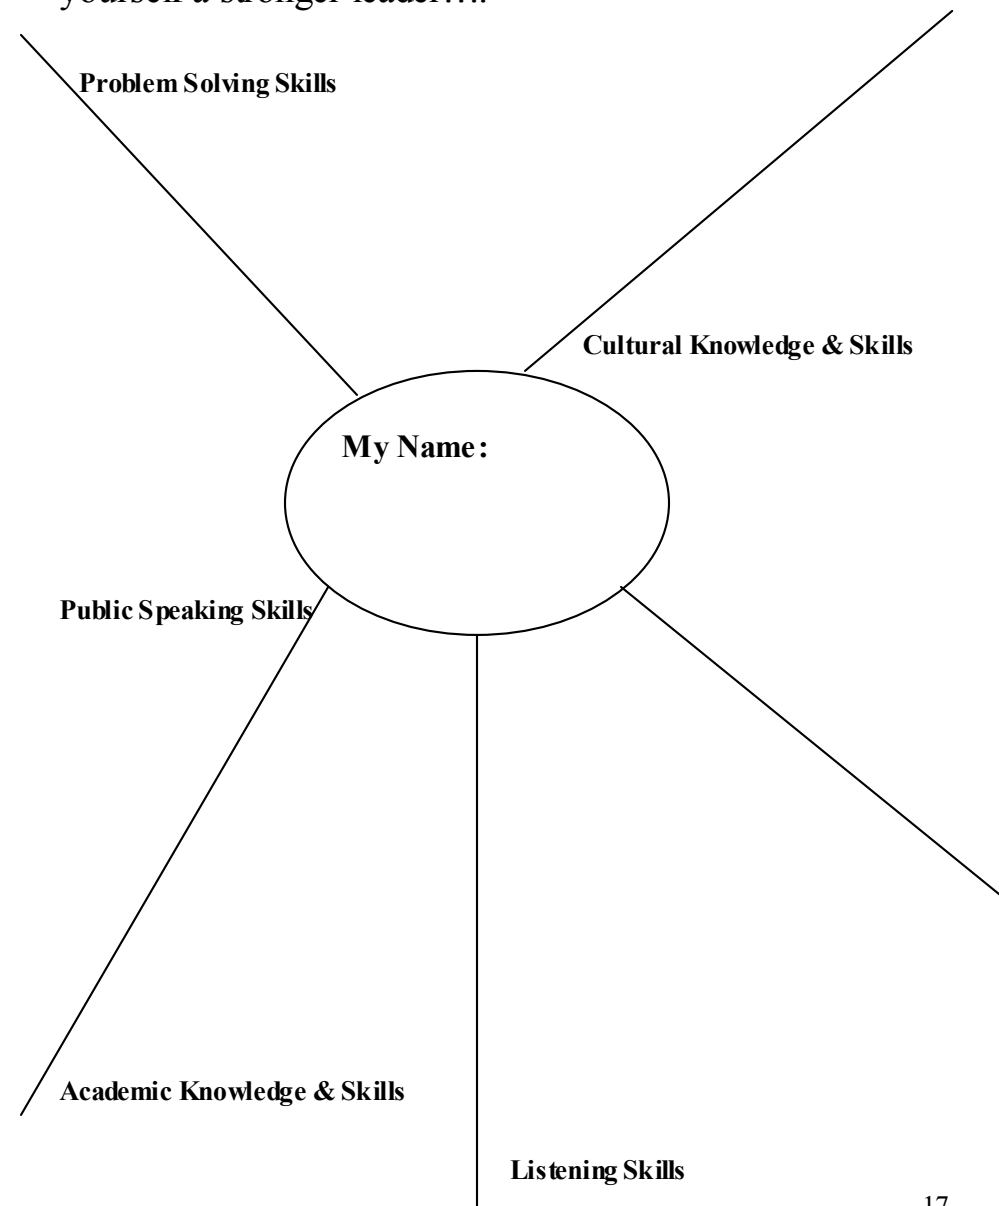 yourself a stronger leader…..
Problem Solving Skills
Cultural Knowledge & Skills
My Name:
Public Speaking Skills
Academic Knowledge & Skills
Listening Skills
17